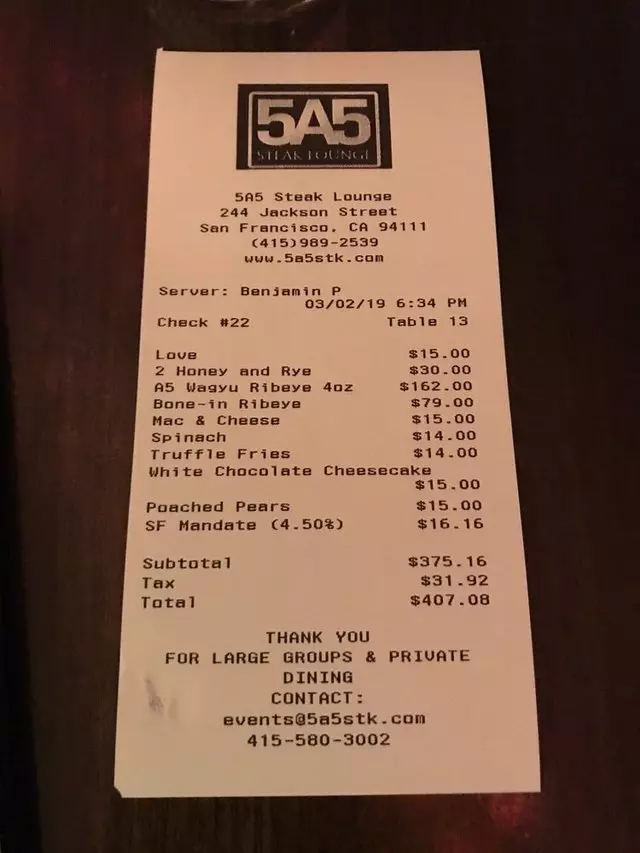 5A5
STEAK LOUNGE
5A5 Steak Lounge
244 Jackson Street
San Francisco, CA 94111
(415)989-2539
www.5a5stk.com
Server: Benjamin P
03/02/19 6:34 PM
Check #22 Table 13
Love $15.00
2 Honey and Rye $30.00
A5 Wagyu Ribeye 4oz $162.00
Bone-in Ribeye $79.00
Mac & Cheese $15.00
Spinach $14.00
Truffle Fries $14.00
White Chocolate Cheesecake
$15.00
Poached Pears $15.00
SF Mandate (4.50%) $16.16
Subtotal $375.16
Tax $31.92
Total $407.08
THANK YOU
FOR LARGE GROUPS & PRIVATE
DINING
CONTACT:
events@5a5stk.com
415-580-3002